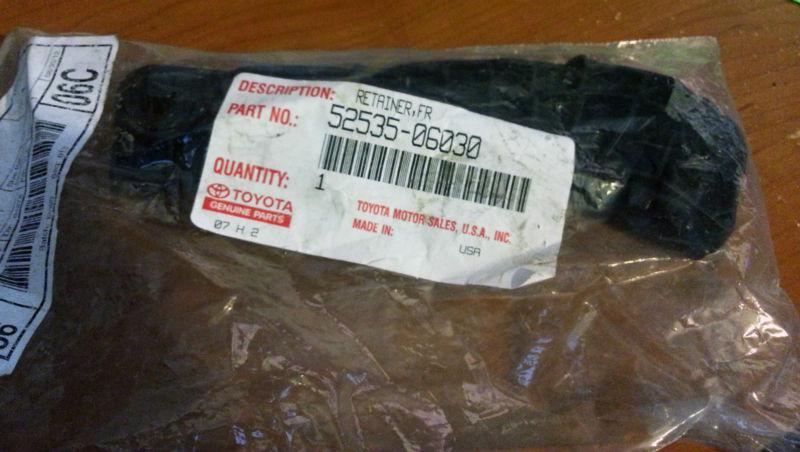 06C
DESCRIPTION: RETAINER,FR
PART NO.: 52535-06030
QUANTITY: 1
TOYOTA
GENUINE PARTS
07 H 2
TOYOTA MOTOR SALES, U.S.A., INC.
MADE IN: USA
06